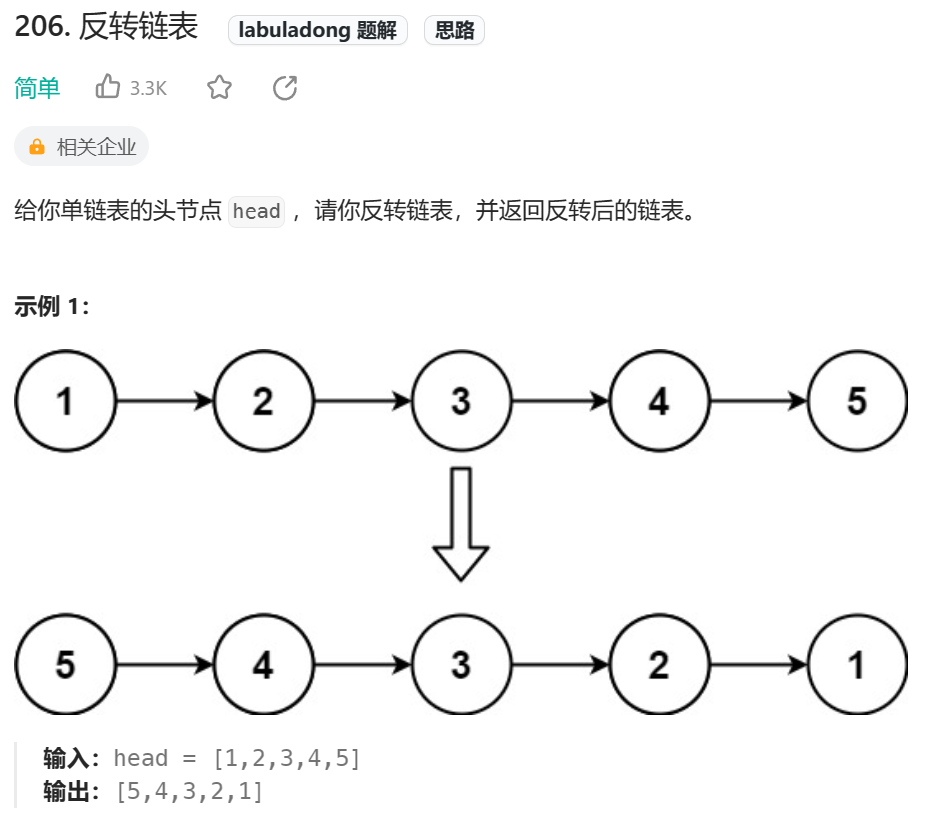 206. 反转链表 labuladong 题解 思路
简单 3.3K
相关企业
给你单链表的头节点 head ，请你反转链表，并返回反转后的链表。
示例 1：
1 2 3 4 5
5 4 3 2 1
输入：head = [1,2,3,4,5]
输出：[5,4,3,2,1]